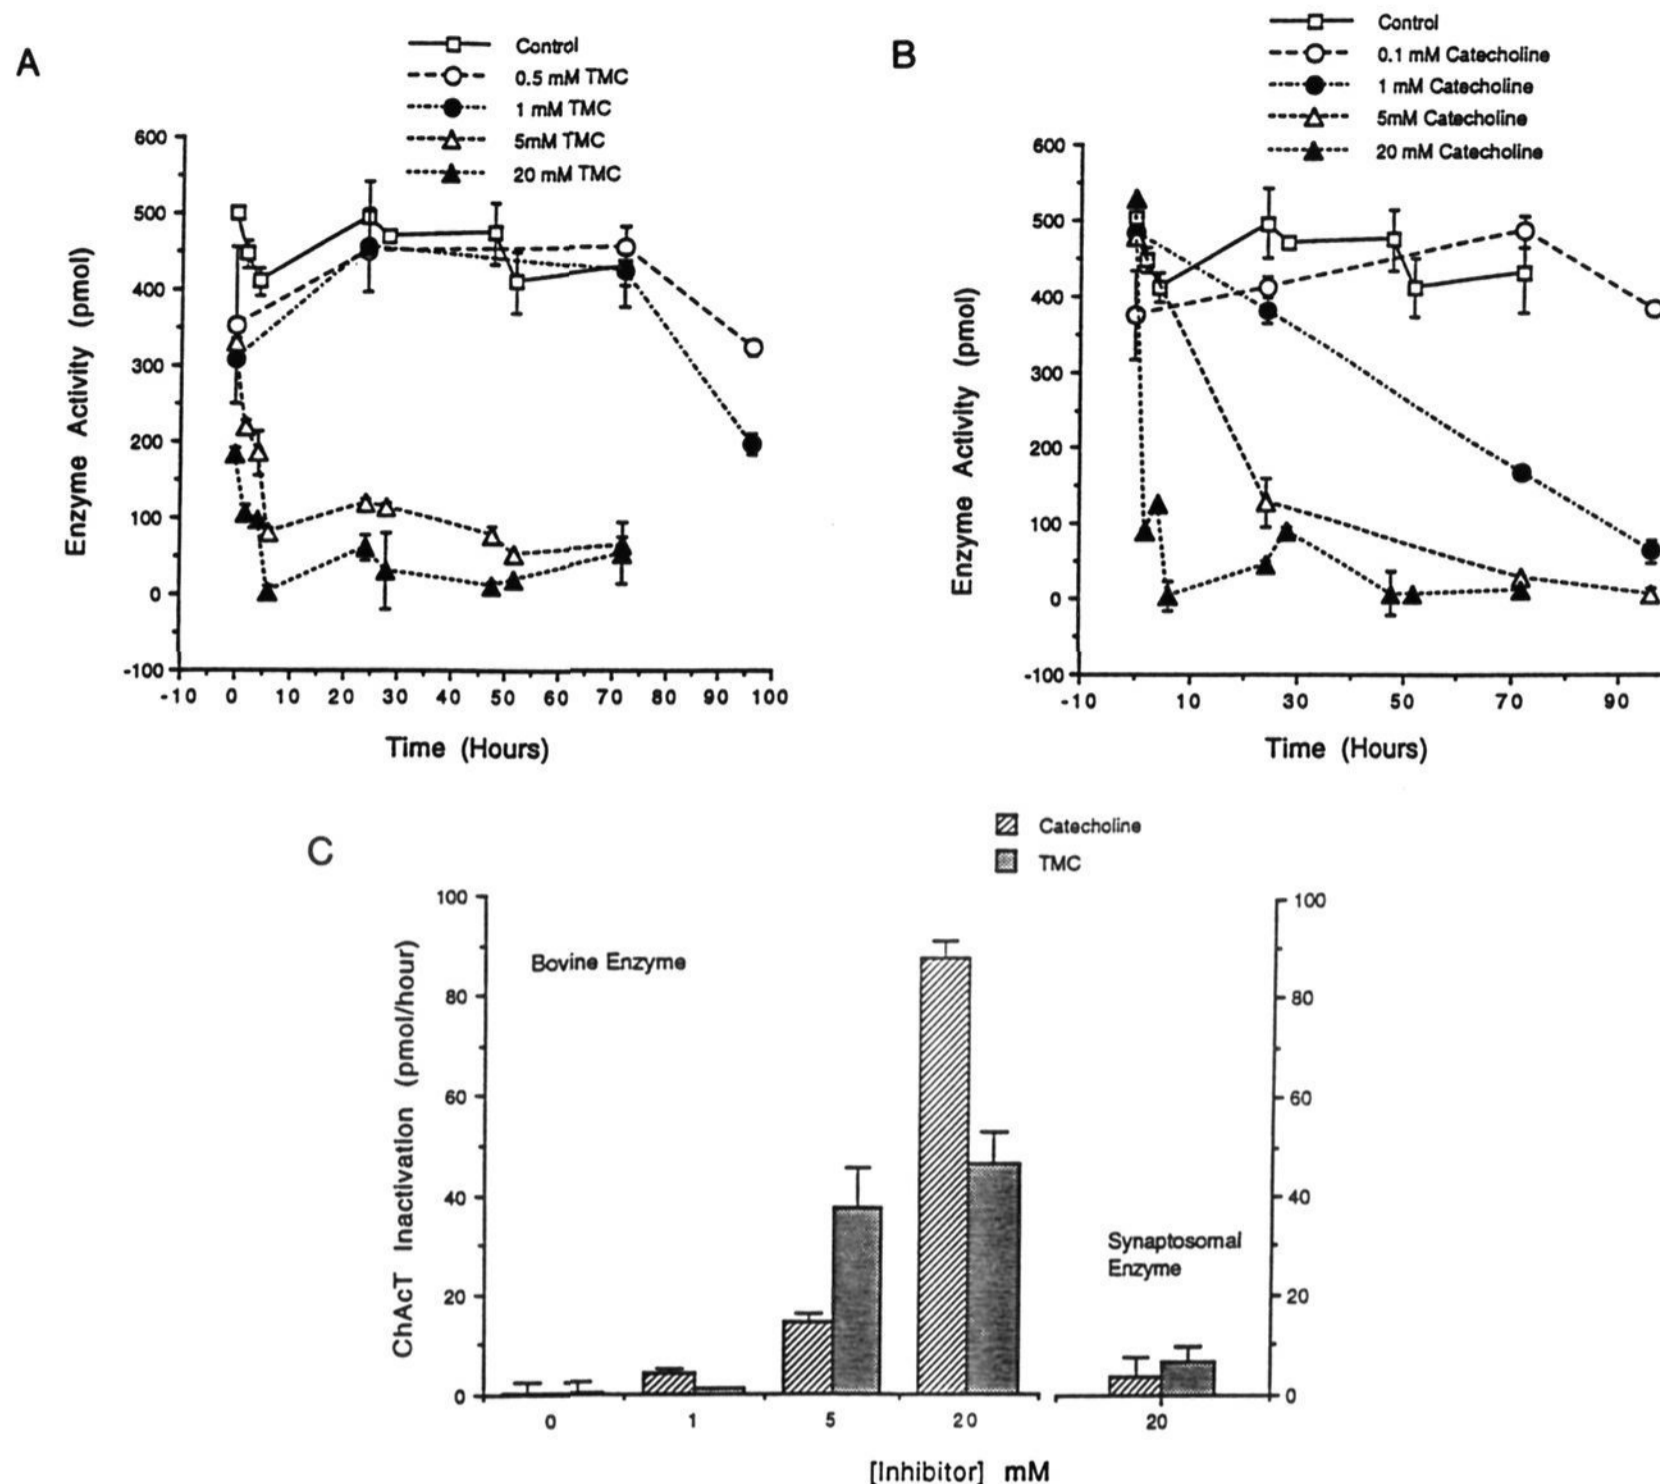 A
Control
0.5 mM TMC
1 mM TMC
5mM TMC
20 mM TMC
600
500
400
300
200
100
0
-100
Enzyme Activity (pmol)
-10 0 10 20 30 40 50 60 70 80 90 100
Time (Hours)
B
Control
0.1 mM Catecholine
1 mM Catecholine
5mM Catecholine
20 mM Catecholine
600
500
400
300
200
100
0
-100
Enzyme Activity (pmol)
-10 10 30 50 70 90
Time (Hours)
C
Catecholine
TMC
100
80
60
40
20
0
ChAcT Inactivation (pmol/hour)
Bovine Enzyme
0 1 5 20
Synaptosomal
Enzyme
100
80
60
40
20
0
20
[Inhibitor] mM